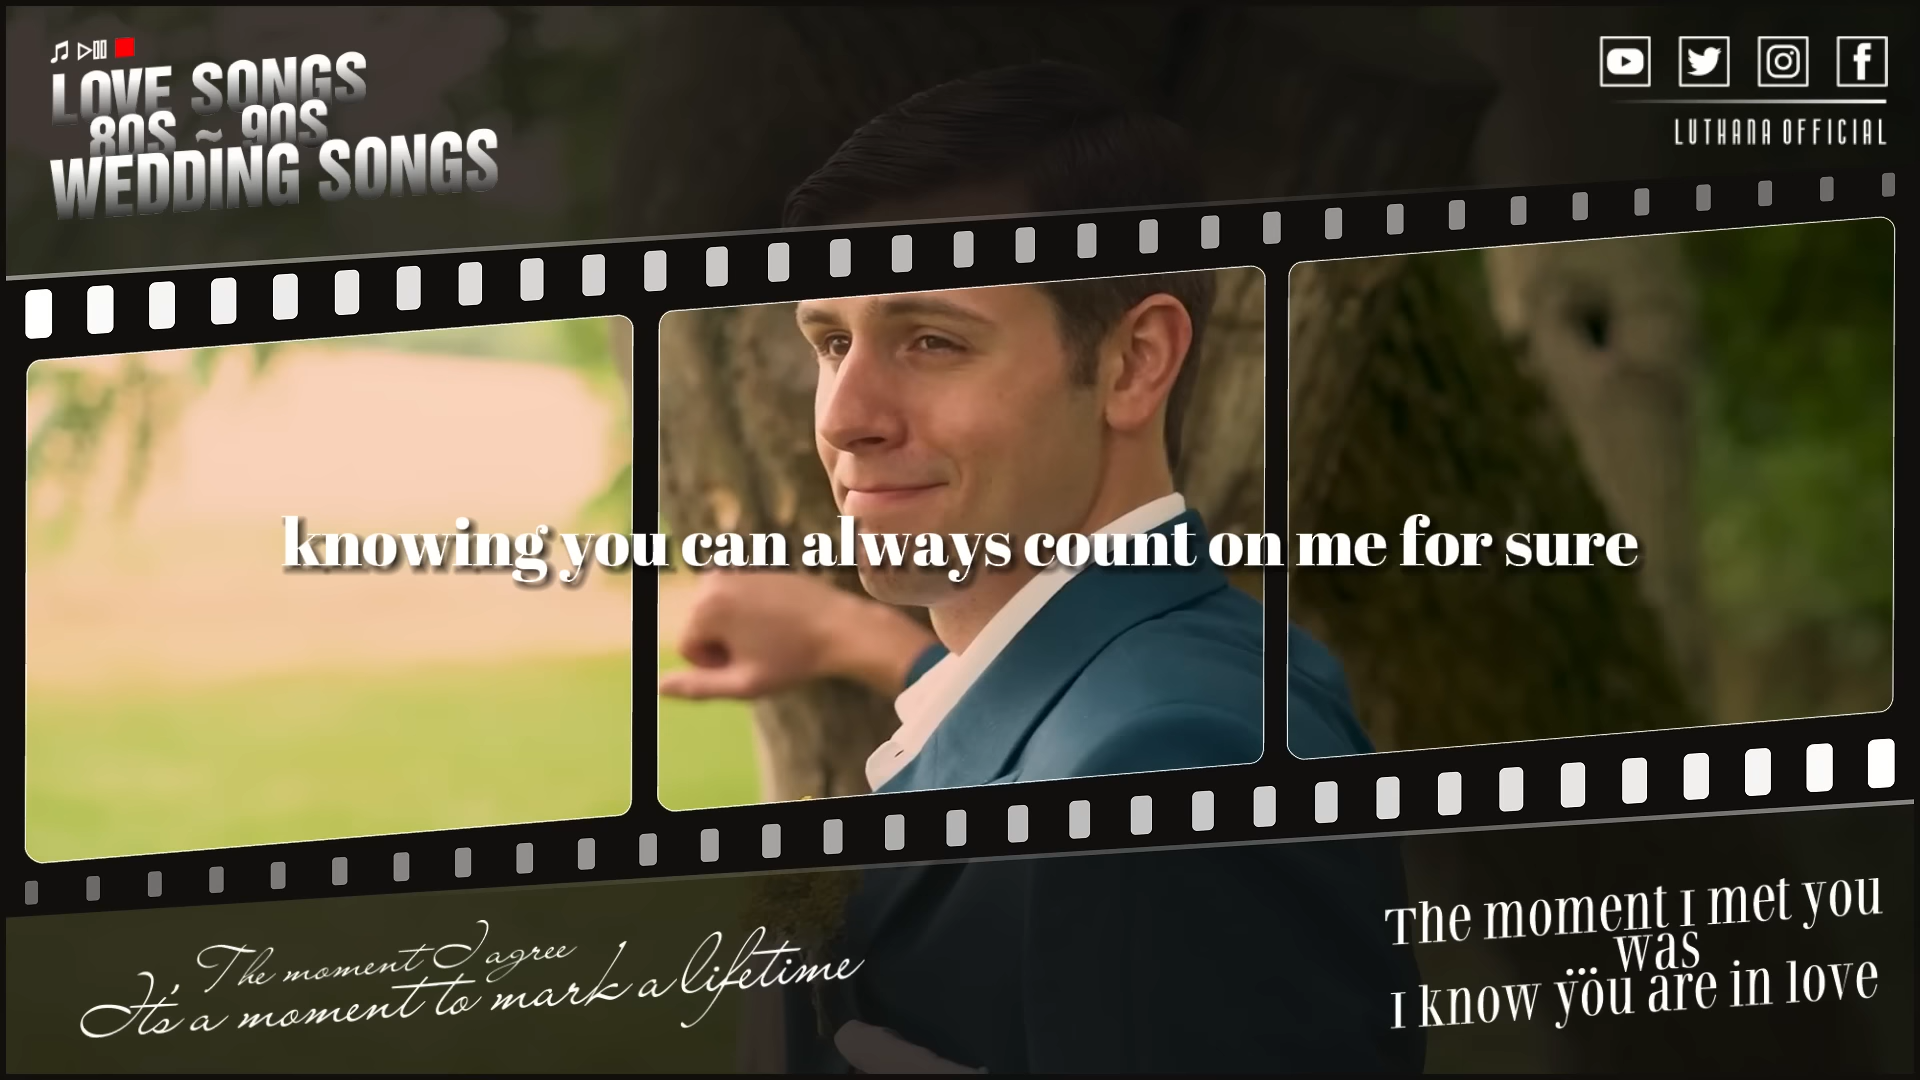 LOVE SONGS
80S ~ 90S
WEDDING SONGS
LUTHANA OFFICIAL
knowing you can always count on me for sure
The moment I agree
It's a moment to mark a lifetime
The moment I met you
was
I know yöu are in love